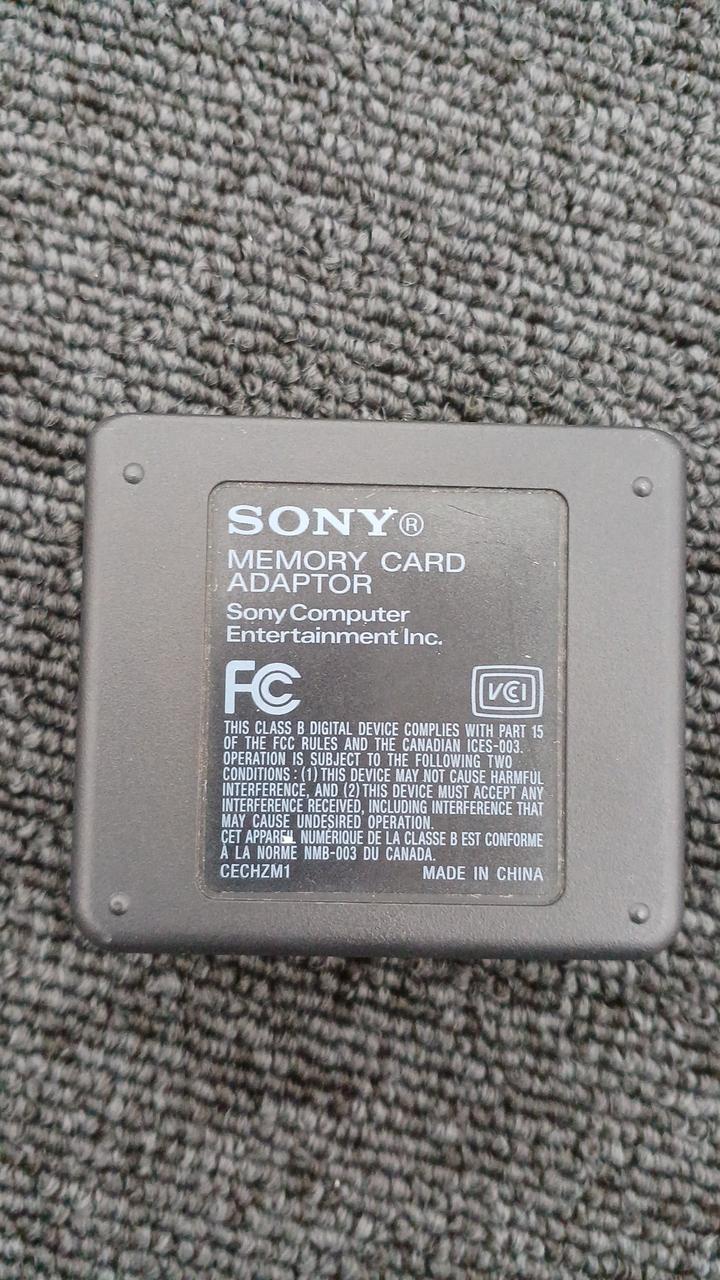 SONY®
MEMORY CARD
ADAPTOR
Sony Computer
Entertainment Inc.
FC
VCCI
THIS CLASS B DIGITAL DEVICE COMPLIES WITH PART 15
OF THE FCC RULES AND THE CANADIAN ICES-003.
OPERATION IS SUBJECT TO THE FOLLOWING TWO
CONDITIONS : (1) THIS DEVICE MAY NOT CAUSE HARMFUL
INTERFERENCE, AND (2) THIS DEVICE MUST ACCEPT ANY
INTERFERENCE RECEIVED, INCLUDING INTERFERENCE THAT
MAY CAUSE UNDESIRED OPERATION.
CET APPAREIL NUMÉRIQUE DE LA CLASSE B EST CONFORME
À LA NORME NMB-003 DU CANADA.
CECHZM1 MADE IN CHINA